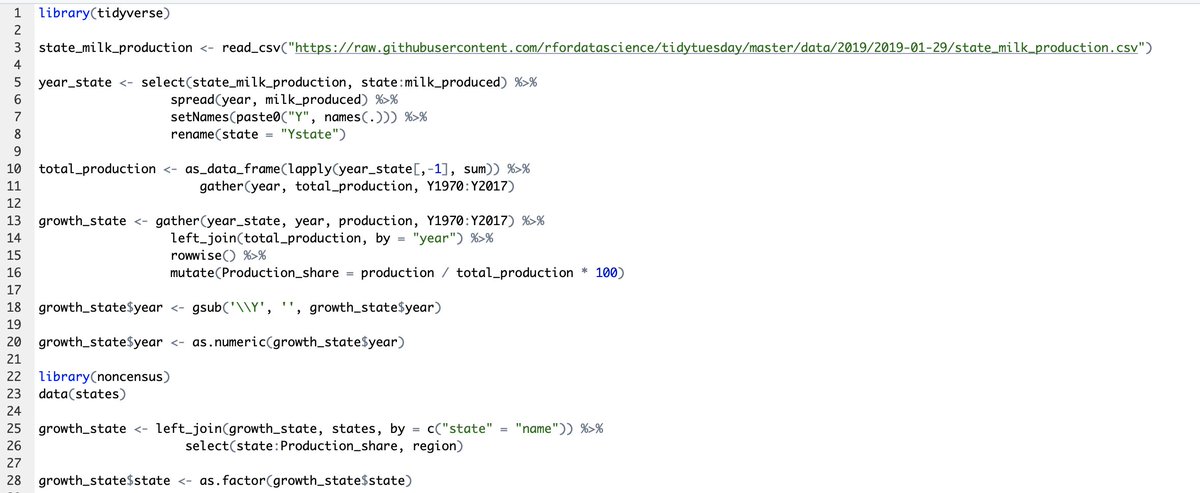 1 library(tidyverse)
2
3 state_milk_production <- read_csv("https://raw.githubusercontent.com/rfordatascience/tidytuesday/master/data/2019/2019-01-29/state_milk_production.csv")
4
5 year_state <- select(state_milk_production, state:milk_produced) %>%
6 spread(year, milk_produced) %>%
7 setNames(paste0("Y", names(.))) %>%
8 rename(state = "Ystate")
9
10 total_production <- as_data_frame(lapply(year_state[,-1], sum)) %>%
11 gather(year, total_production, Y1970:Y2017)
12
13 growth_state <- gather(year_state, year, production, Y1970:Y2017) %>%
14 left_join(total_production, by = "year") %>%
15 rowwise() %>%
16 mutate(Production_share = production / total_production * 100)
17
18 growth_state$year <- gsub('\\Y', '', growth_state$year)
19
20 growth_state$year <- as.numeric(growth_state$year)
21
22 library(noncensus)
23 data(states)
24
25 growth_state <- left_join(growth_state, states, by = c("state" = "name")) %>%
26 select(state:Production_share, region)
27
28 growth_state$state <- as.factor(growth_state$state)